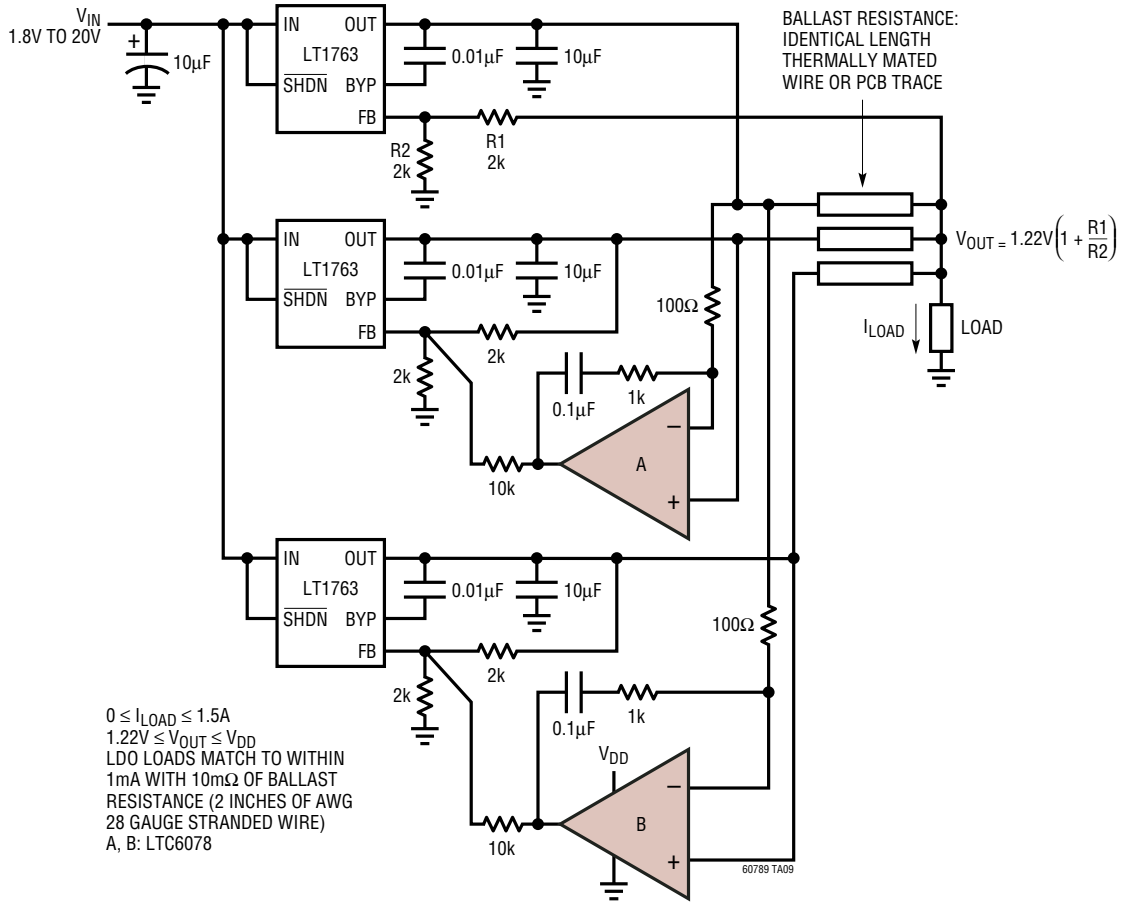 V_IN
1.8V TO 20V
+
10µF
IN
OUT
LT1763
SHDN
BYP
FB
0.01µF
10µF
R2
2k
R1
2k
BALLAST RESISTANCE:
IDENTICAL LENGTH
THERMALLY MATED
WIRE OR PCB TRACE
IN
OUT
LT1763
SHDN
BYP
FB
0.01µF
10µF
2k
2k
100Ω
0.1µF
1k
10k
A
−
+
V_OUT = 1.22V(1 + R1/R2)
I_LOAD
LOAD
IN
OUT
LT1763
SHDN
BYP
FB
0.01µF
10µF
2k
2k
100Ω
0.1µF
1k
10k
V_DD
B
−
+
60789 TA09
0 ≤ I_LOAD ≤ 1.5A
1.22V ≤ V_OUT ≤ V_DD
LDO LOADS MATCH TO WITHIN
1mA WITH 10mΩ OF BALLAST
RESISTANCE (2 INCHES OF AWG
28 GAUGE STRANDED WIRE)
A, B: LTC6078